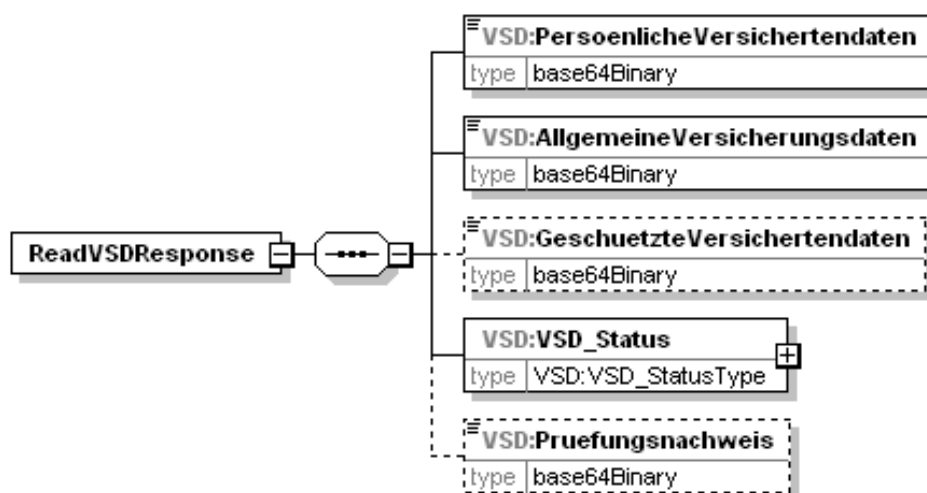 VSD:PersoenlicheVersichertendaten
type base64Binary
VSD:AllgemeineVersicherungsdaten
type base64Binary
VSD:GeschuetzteVersichertendaten
type base64Binary
ReadVSDResponse
VSD:VSD_Status
type VSD:VSD_StatusType
VSD:Pruefungsnachweis
type base64Binary